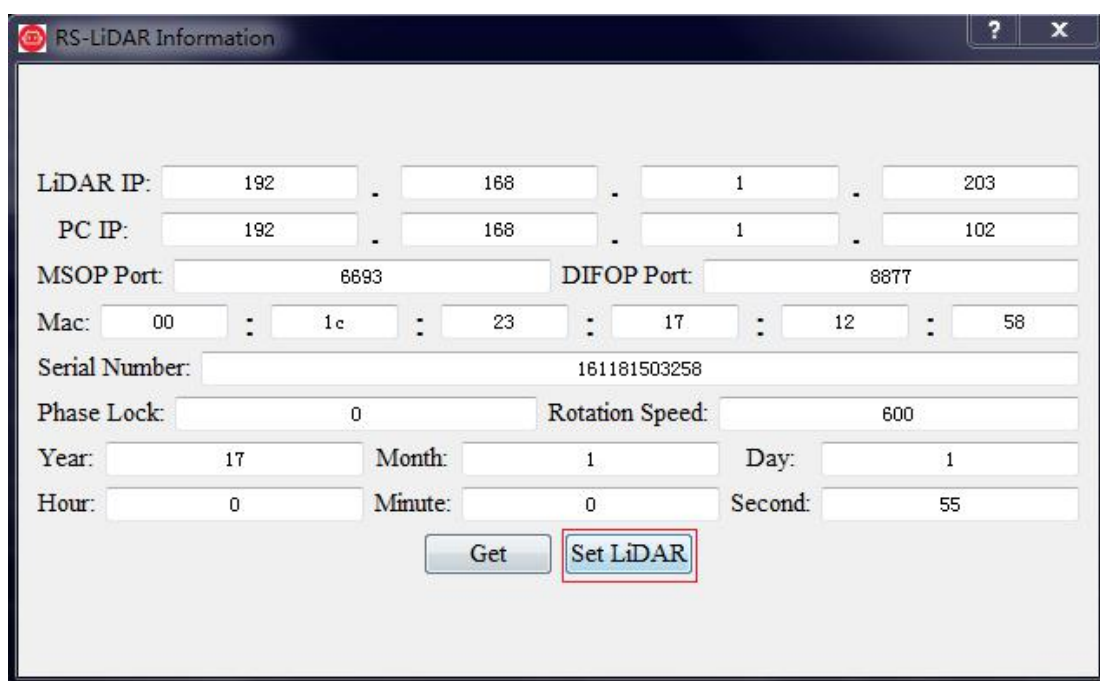 RS-LiDAR Information ? X
LiDAR IP: 192 . 168 . 1 . 203
PC IP: 192 . 168 . 1 . 102
MSOP Port: 6693 DIFOP Port: 8877
Mac: 00 : 1c : 23 : 17 : 12 : 58
Serial Number: 161181503258
Phase Lock: 0 Rotation Speed: 600
Year: 17 Month: 1 Day: 1
Hour: 0 Minute: 0 Second: 55
Get Set LiDAR